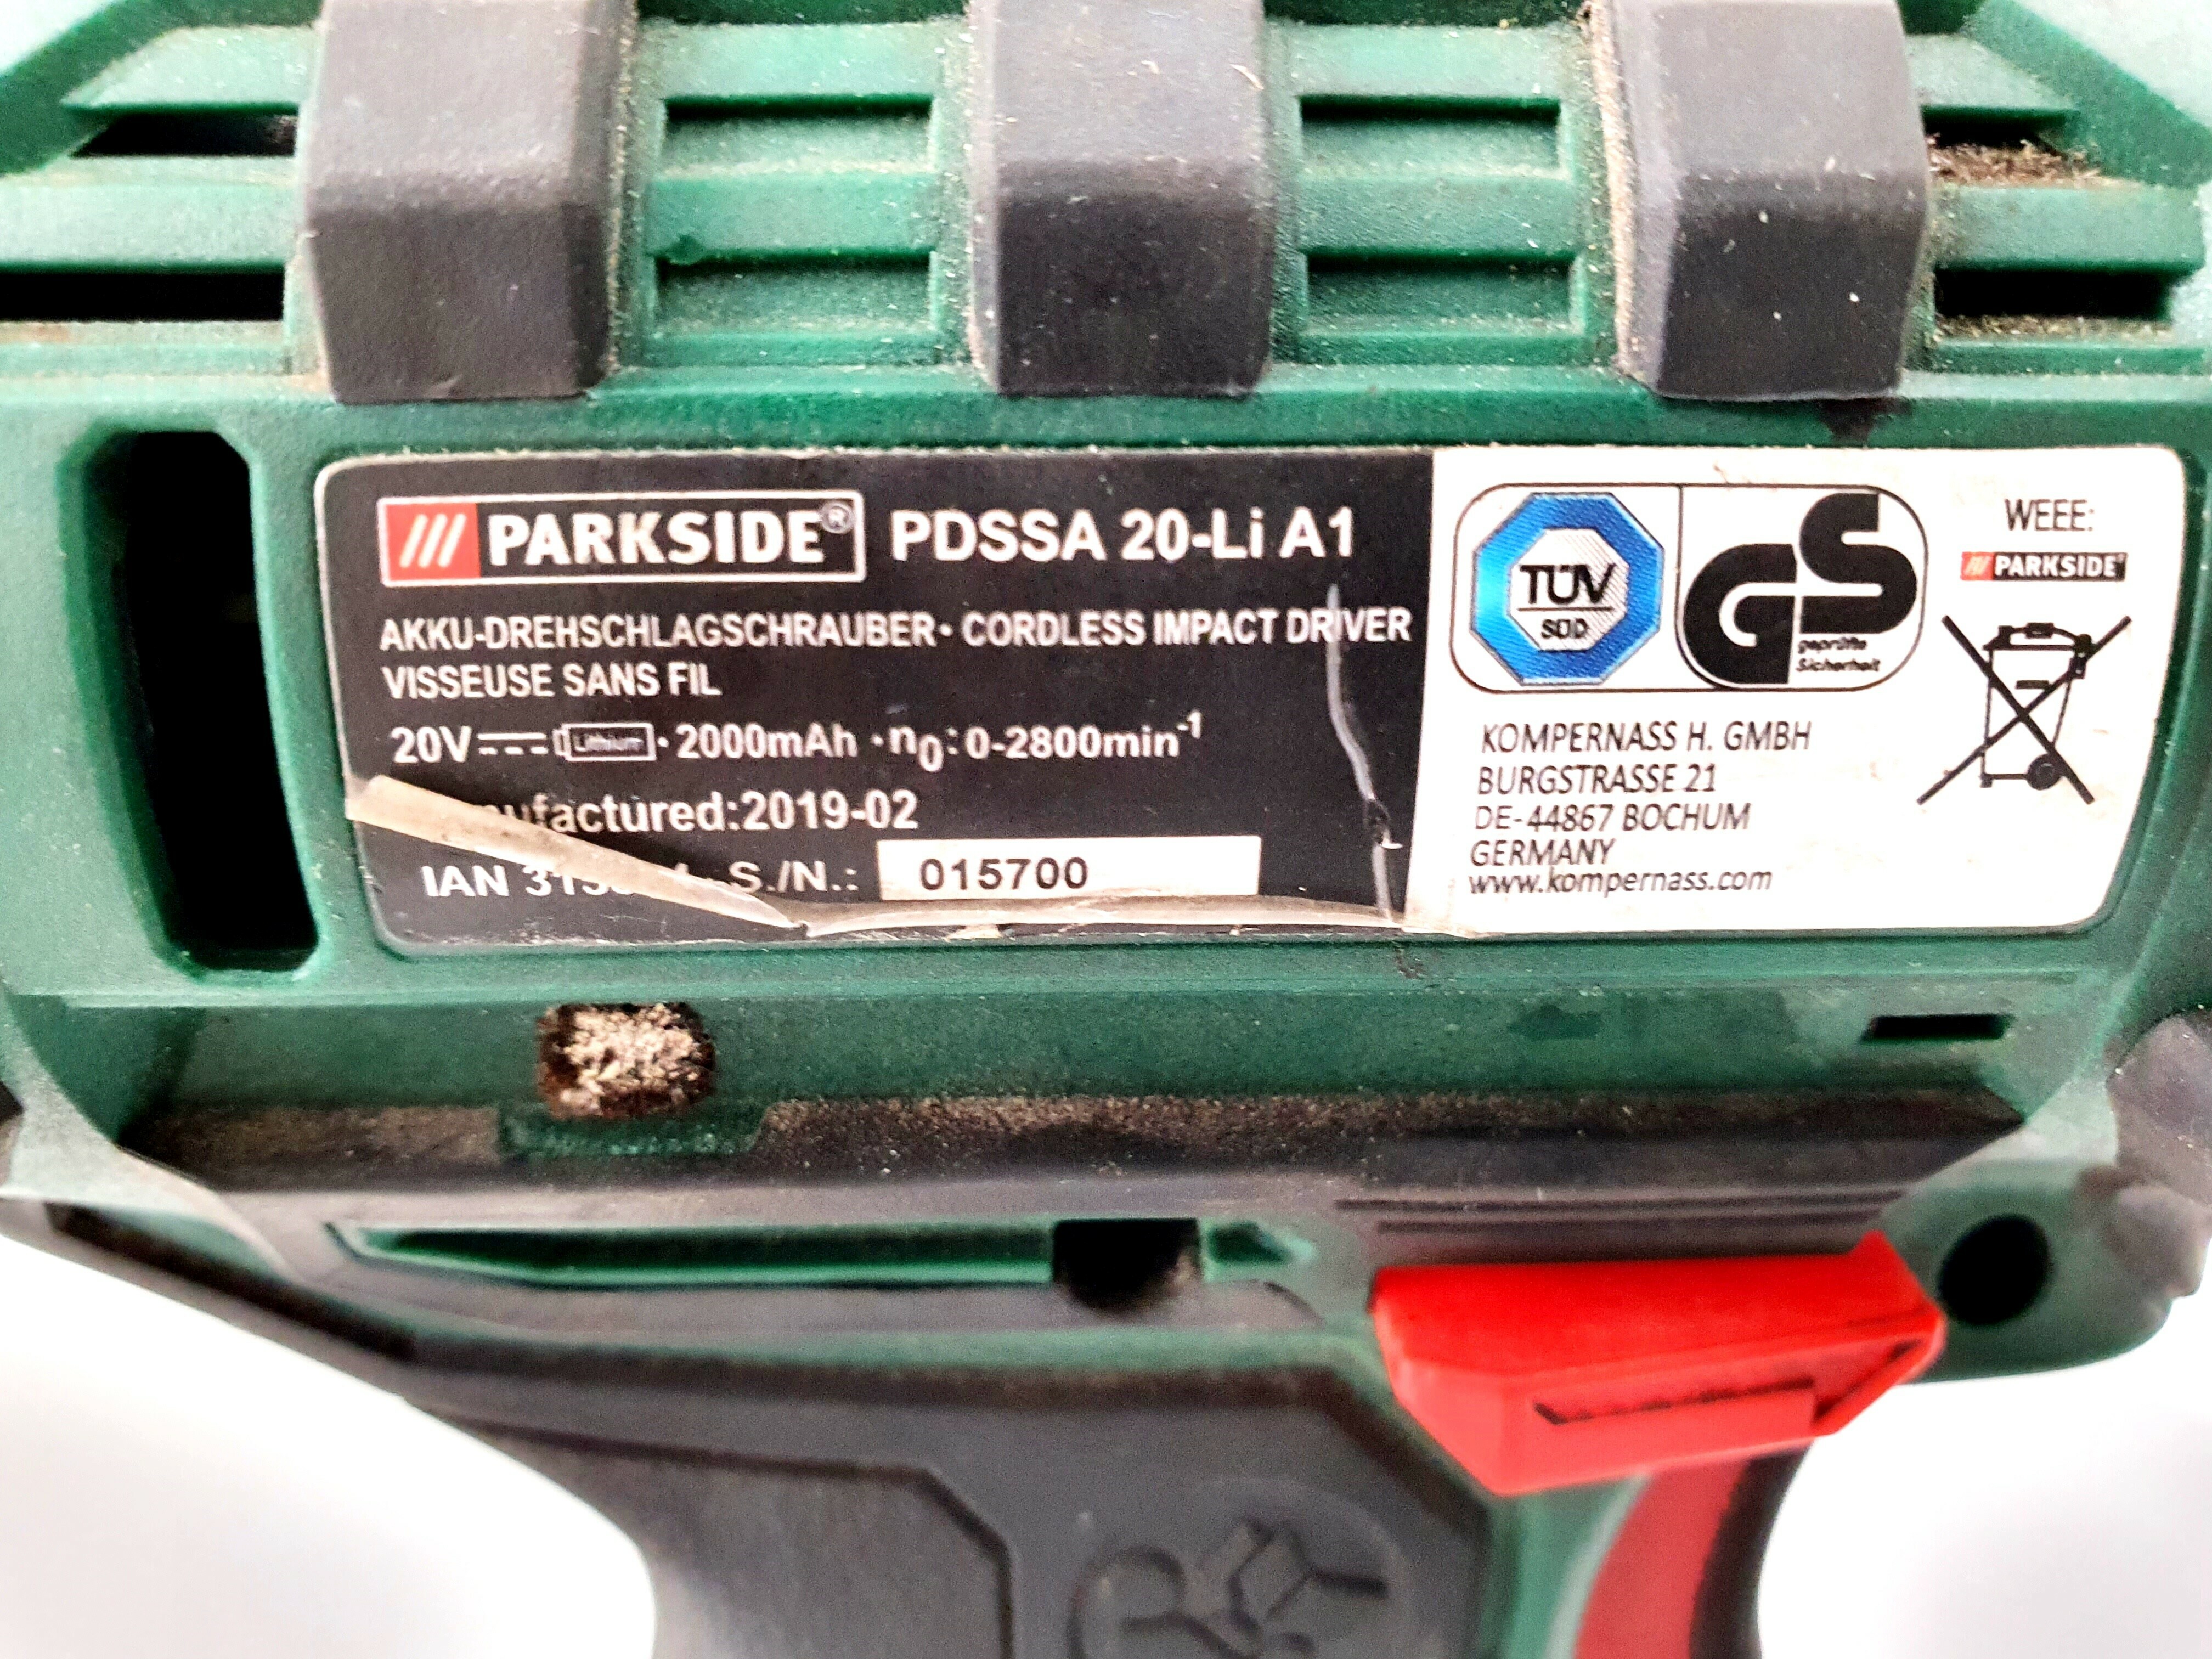 PARKSIDE® PDSSA 20-Li A1
AKKU-DREHSCHLAGSCHRAUBER • CORDLESS IMPACT DRIVER
VISSEUSE SANS FIL
20V Lithium • 2000mAh • n₀: 0-2800min⁻¹
nufactured:2019-02
IAN S./N.: 015700
TÜV
SÜD
GS
geprüfte
Sicherheit
WEEE:
PARKSIDE®
KOMPERNASS H. GMBH
BURGSTRASSE 21
DE-44867 BOCHUM
GERMANY
www.kompernass.com